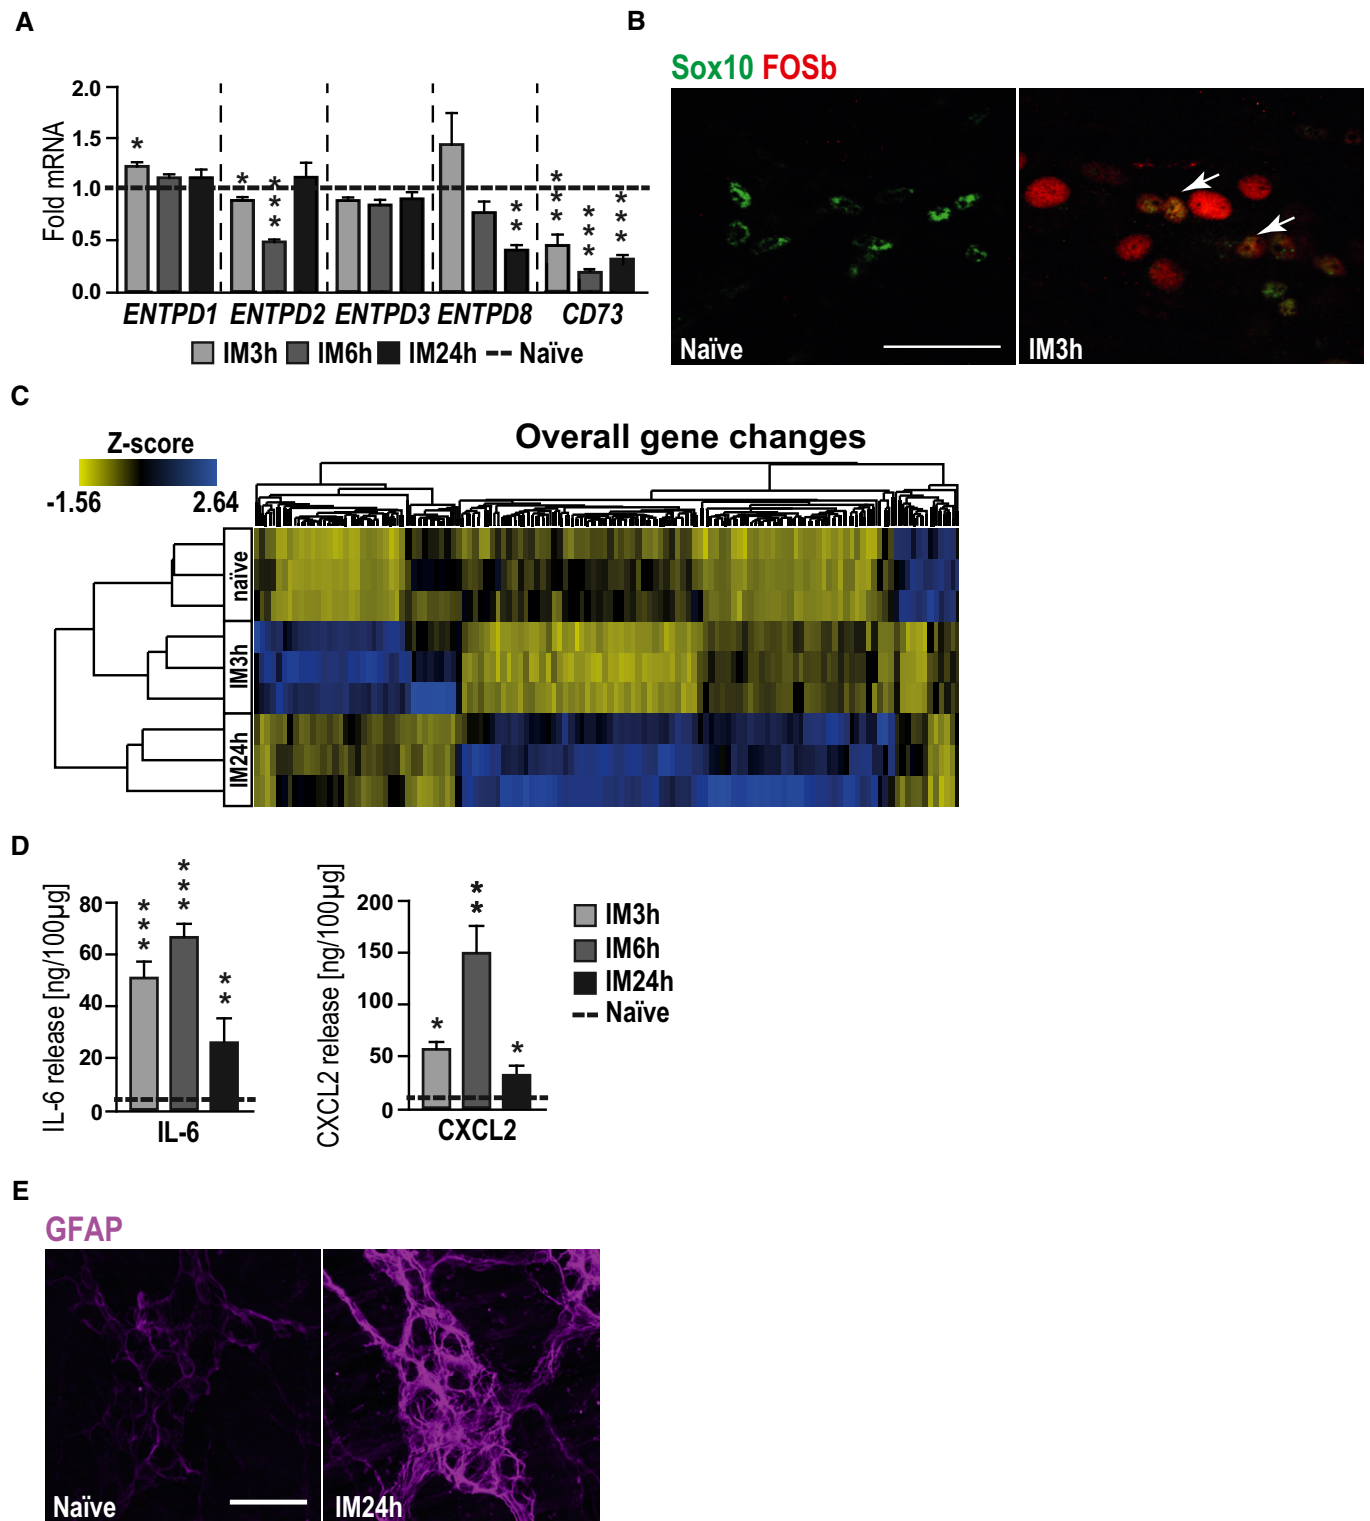 A
2.0
1.5
1.0
0.5
0.0
Fold mRNA
*
*
***
**
***
***
***
ENTPD1 ENTPD2 ENTPD3 ENTPD8 CD73
IM3h IM6h IM24h Naïve
B
Sox10 FOSb
Naïve
IM3h
C
Z-score
-1.56 2.64
Overall gene changes
naïve
IM3h
IM24h
D
IL-6 release [ng/100µg]
80
60
40
20
0
***
***
**
IL-6
CXCL2 release [ng/100µg]
200
150
100
50
0
*
**
*
CXCL2
IM3h
IM6h
IM24h
Naïve
E
GFAP
Naïve
IM24h